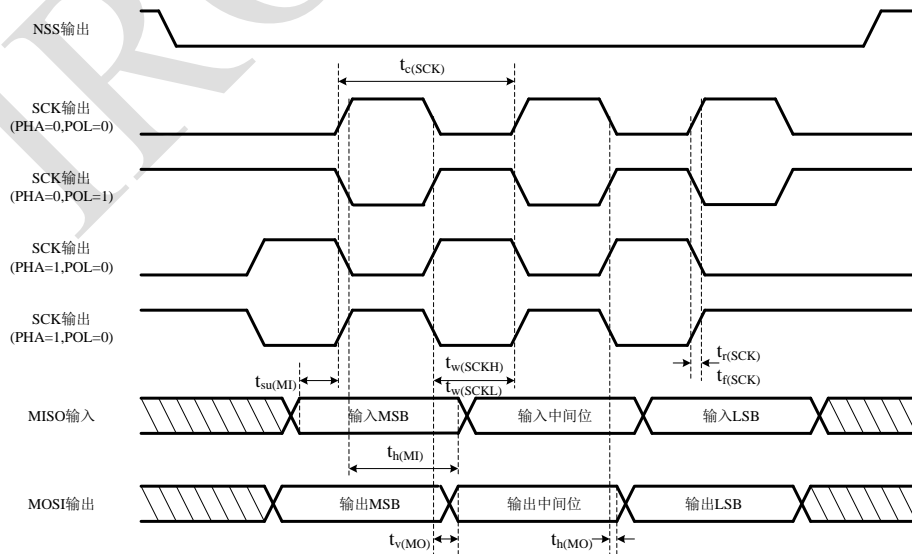 NSS输出
tc(SCK)
SCK输出
(PHA=0,POL=0)
SCK输出
(PHA=0,POL=1)
SCK输出
(PHA=1,POL=0)
SCK输出
(PHA=1,POL=0)
tsu(MI)
tw(SCKH)
tw(SCKL)
tr(SCK)
tf(SCK)
MISO输入
输入MSB
输入中间位
输入LSB
th(MI)
MOSI输出
输出MSB
输出中间位
输出LSB
tv(MO)
th(MO)